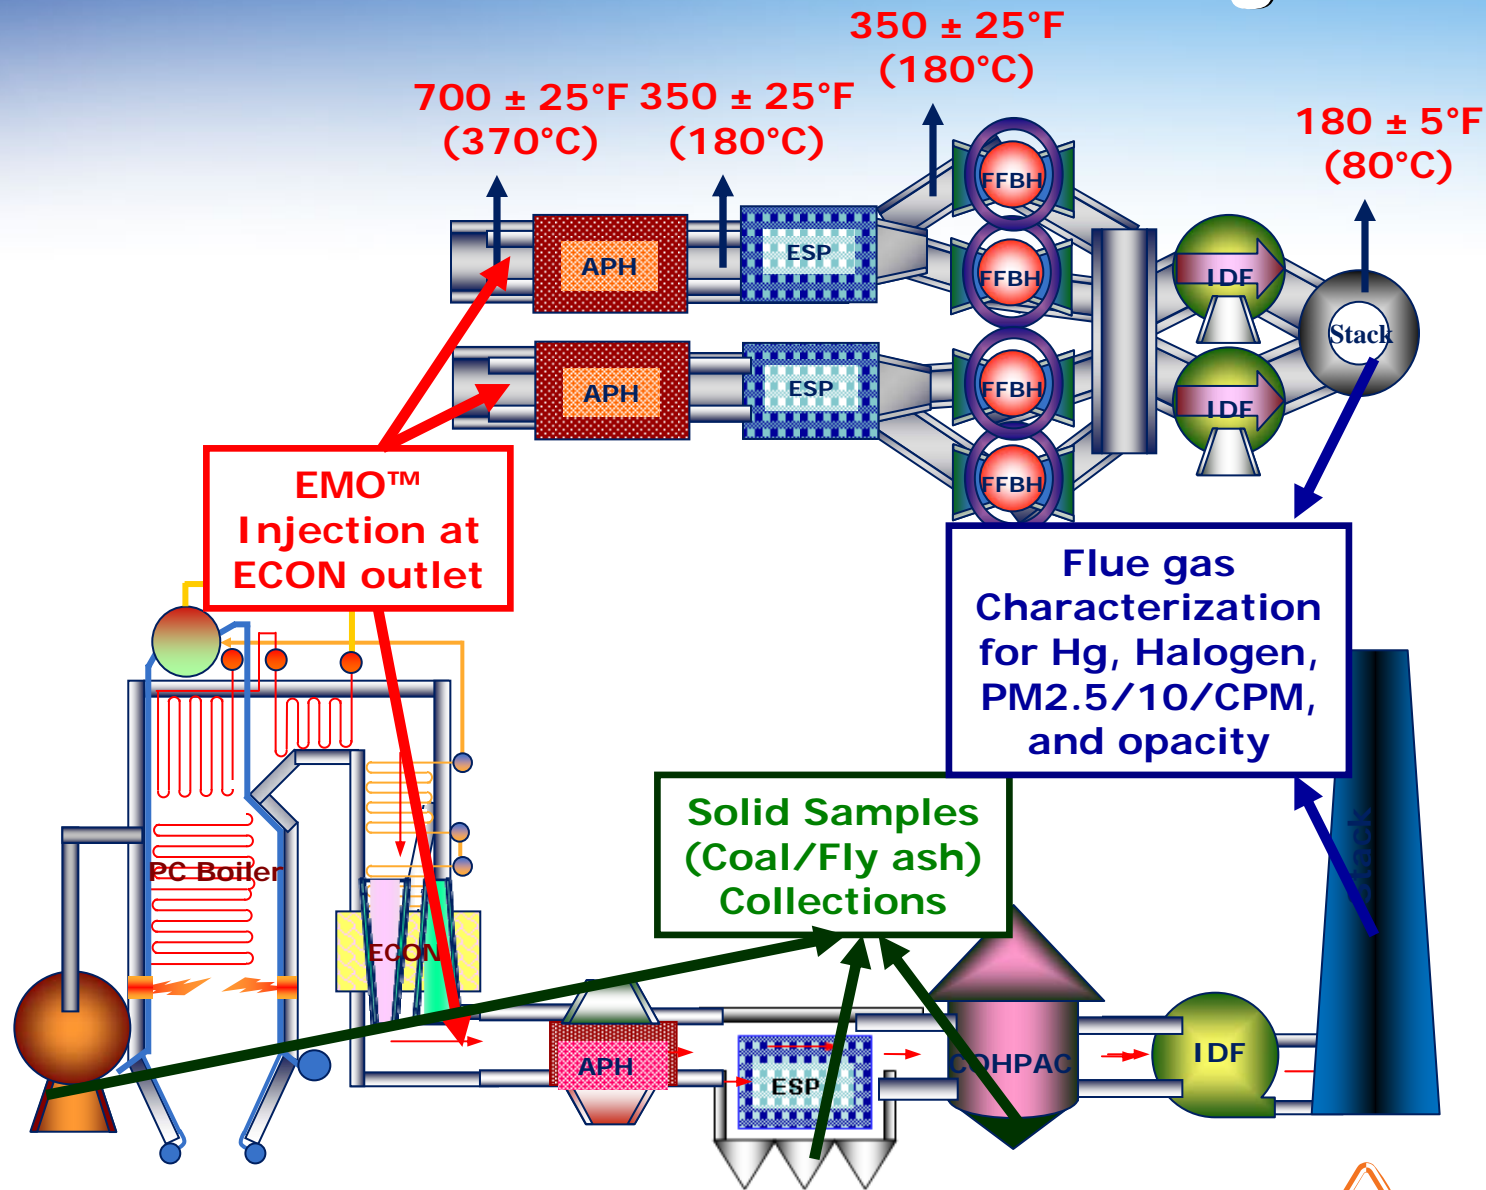 350 ± 25°F
(180°C)
700 ± 25°F
(370°C)
350 ± 25°F
(180°C)
180 ± 5°F
(80°C)
FFBH
APH
ESP
FFBH
IDF
Stack
APH
ESP
FFBH
IDF
FFBH
EMO™
Injection at
ECON outlet
Flue gas
Characterization
for Hg, Halogen,
PM2.5/10/CPM,
and opacity
Solid Samples
(Coal/Fly ash)
Collections
PC Boiler
ECON
APH
ESP
COHPAC
IDF
Stack